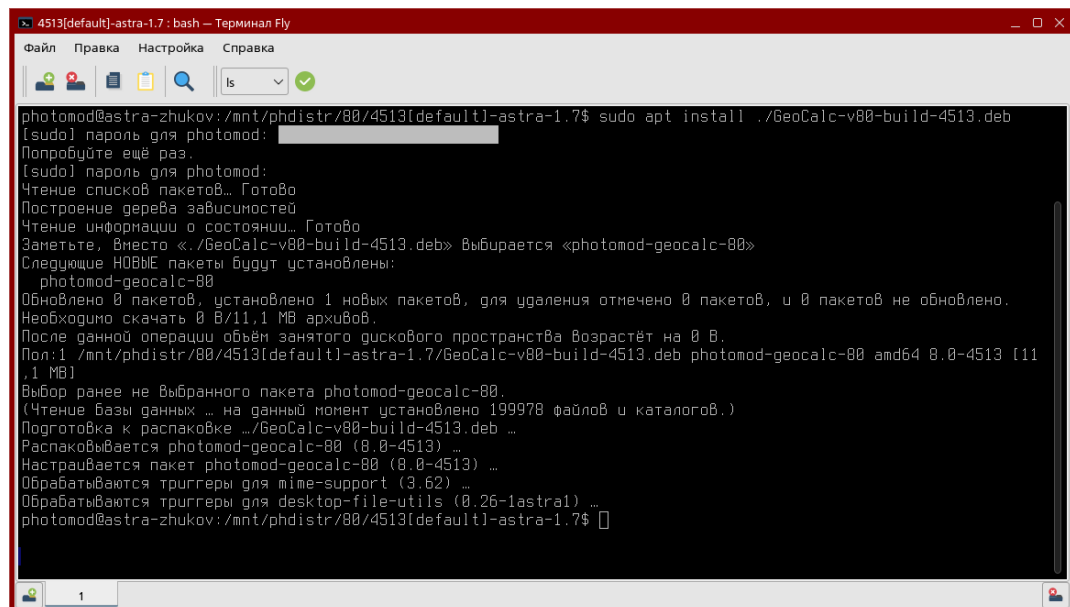 4513[default]-astra-1.7 : bash — Терминал Fly
Файл Правка Настройка Справка
ls
photomod@astra-zhukov:/mnt/phdistr/80/4513[default]-astra-1.7$ sudo apt install ./GeoCalc-v80-build-4513.deb
[sudo] пароль для photomod:
Попробуйте ещё раз.
[sudo] пароль для photomod:
Чтение списков пакетов… Готово
Построение дерева зависимостей
Чтение информации о состоянии… Готово
Заметьте, вместо «./GeoCalc-v80-build-4513.deb» выбирается «photomod-geocalc-80»
Следующие НОВЫЕ пакеты будут установлены:
photomod-geocalc-80
Обновлено 0 пакетов, установлено 1 новых пакетов, для удаления отмечено 0 пакетов, и 0 пакетов не обновлено.
Необходимо скачать 0 B/11,1 MB архивов.
После данной операции объём занятого дискового пространства возрастёт на 0 B.
Пол:1 /mnt/phdistr/80/4513[default]-astra-1.7/GeoCalc-v80-build-4513.deb photomod-geocalc-80 amd64 8.0-4513 [11
,1 MB]
Выбор ранее не выбранного пакета photomod-geocalc-80.
(Чтение базы данных … на данный момент установлено 199978 файлов и каталогов.)
Подготовка к распаковке …/GeoCalc-v80-build-4513.deb …
Распаковывается photomod-geocalc-80 (8.0-4513) …
Настраивается пакет photomod-geocalc-80 (8.0-4513) …
Обрабатываются триггеры для mime-support (3.62) …
Обрабатываются триггеры для desktop-file-utils (0.26-1astra1) …
photomod@astra-zhukov:/mnt/phdistr/80/4513[default]-astra-1.7$
1